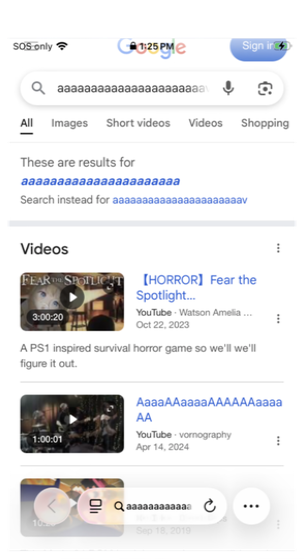 SOS only 1:25 PM
Google
Sign in
aaaaaaaaaaaaaaaaaaaaaaav
All Images Short videos Videos Shopping
These are results for
aaaaaaaaaaaaaaaaaaaaaa
Search instead for aaaaaaaaaaaaaaaaaaaaaav
Videos
FEAR THE SPOTLIGHT
【HORROR】Fear the
Spotlight...
YouTube · Watson Amelia ...
Oct 22, 2023
3:00:20
A PS1 inspired survival horror game so we'll we'll
figure it out.
AaaaAAaaaaAAAAAAaaaa
AA
YouTube · vornography
Apr 14, 2024
1:00:01
aaaaaaaaaaaa
Sep 18, 2018